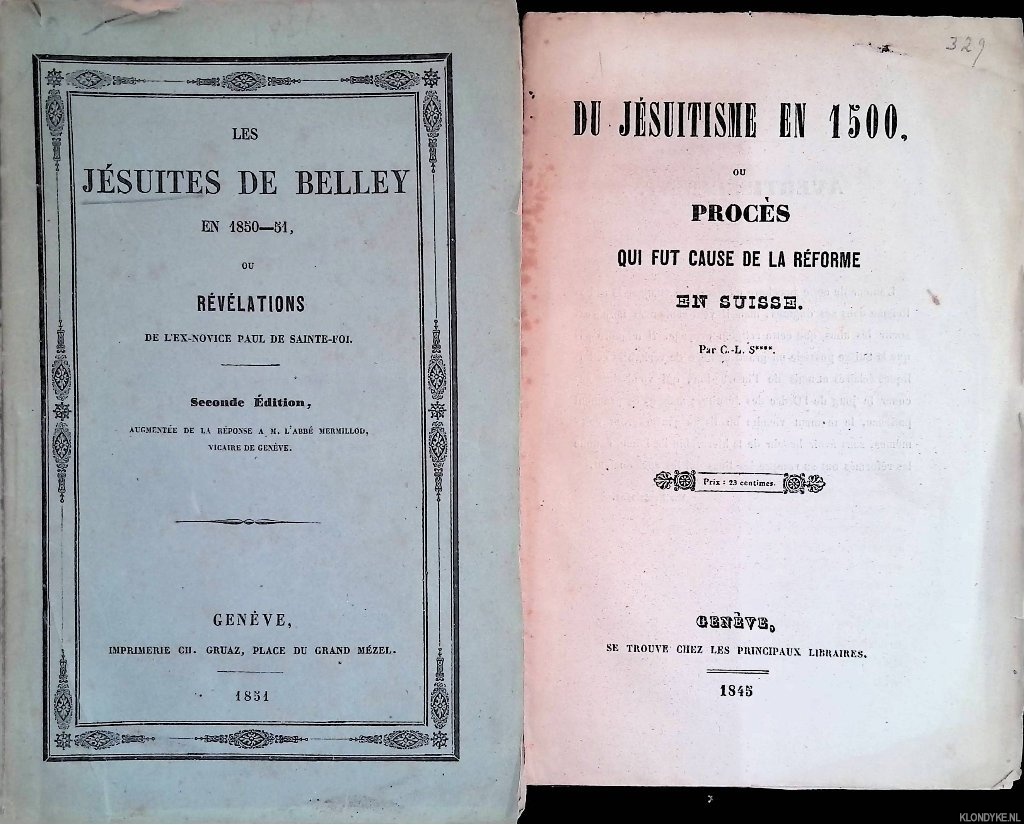 LES
JÉSUITES DE BELLEY
EN 1850—51,
OU
RÉVÉLATIONS
DE L'EX-NOVICE PAUL DE SAINTE-FOI.
Seconde Édition,
AUGMENTÉE DE LA RÉPONSE A M. L'ABBÉ MERMILLOD,
VICAIRE DE GENÈVE.
GENÈVE,
IMPRIMERIE CH. GRUAZ, PLACE DU GRAND MÉZEL.
1851
329
DU JÉSUITISME EN 1500,
OU
PROCÈS
QUI FUT CAUSE DE LA RÉFORME
EN SUISSE.
Par C.-L. S****.
Prix : 23 centimes.
GENÈVE,
SE TROUVE CHEZ LES PRINCIPAUX LIBRAIRES.
1845
KLONDYKE.NL